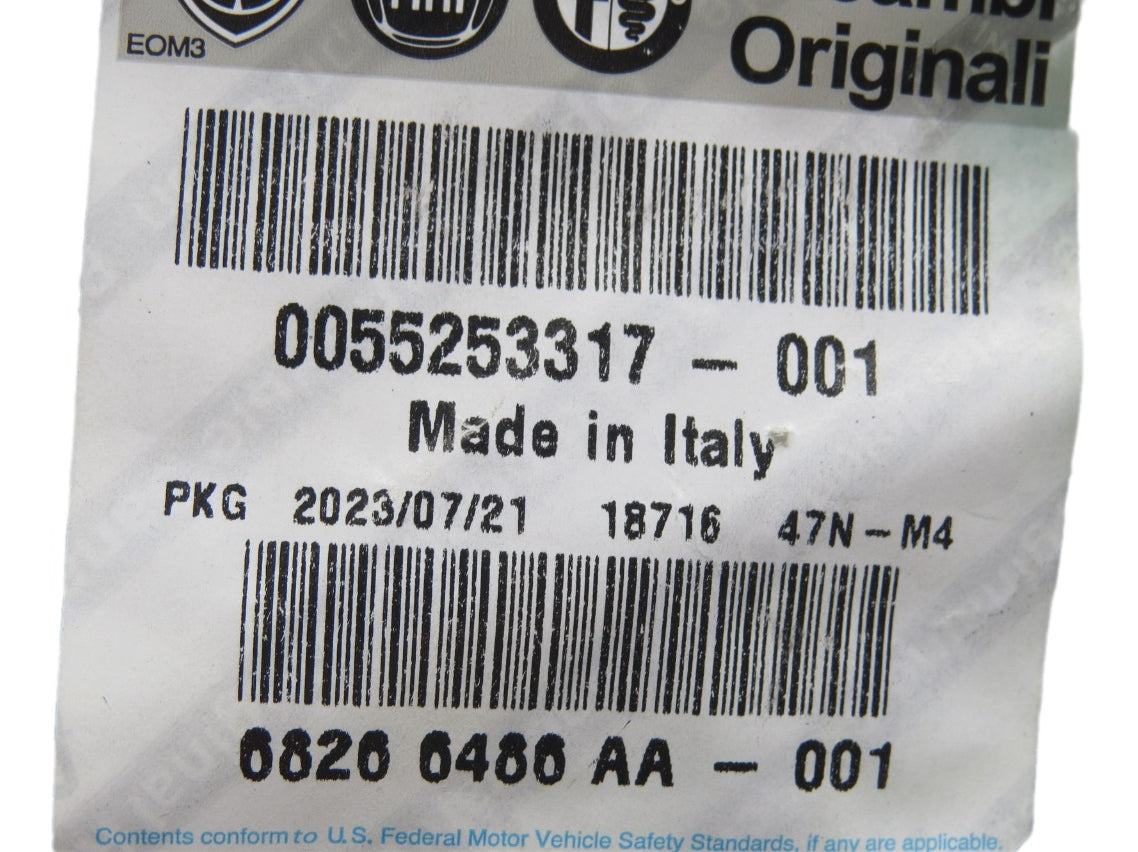 Originali
EOM3
0055253317 - 001
Made in Italy
PKG 2023/07/21 18716 47N-M4
6826 6486 AA - 001
Contents conform to U.S. Federal Motor Vehicle Safety Standards, if any are applicable.